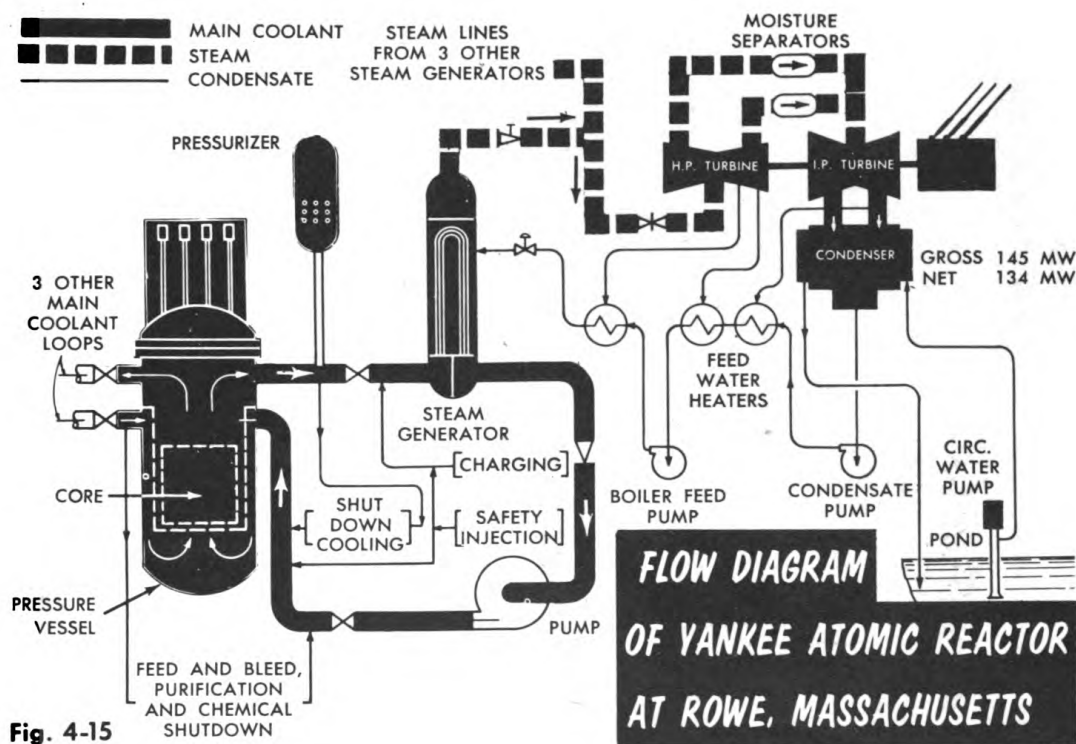 MAIN COOLANT
STEAM
CONDENSATE
STEAM LINES
FROM 3 OTHER
STEAM GENERATORS
MOISTURE
SEPARATORS
PRESSURIZER
H.P. TURBINE
I.P. TURBINE
CONDENSER
GROSS 145 MW
NET 134 MW
3 OTHER
MAIN
COOLANT
LOOPS
FEED
WATER
HEATERS
STEAM
GENERATOR
[CHARGING]
BOILER FEED
PUMP
CONDENSATE
PUMP
CIRC.
WATER
PUMP
CORE
SHUT
DOWN
COOLING
SAFETY
INJECTION
POND
PRESSURE
VESSEL
PUMP
FEED AND BLEED,
PURIFICATION
AND CHEMICAL
SHUTDOWN
FLOW DIAGRAM
OF YANKEE ATOMIC REACTOR
AT ROWE, MASSACHUSETTS
Fig. 4-15